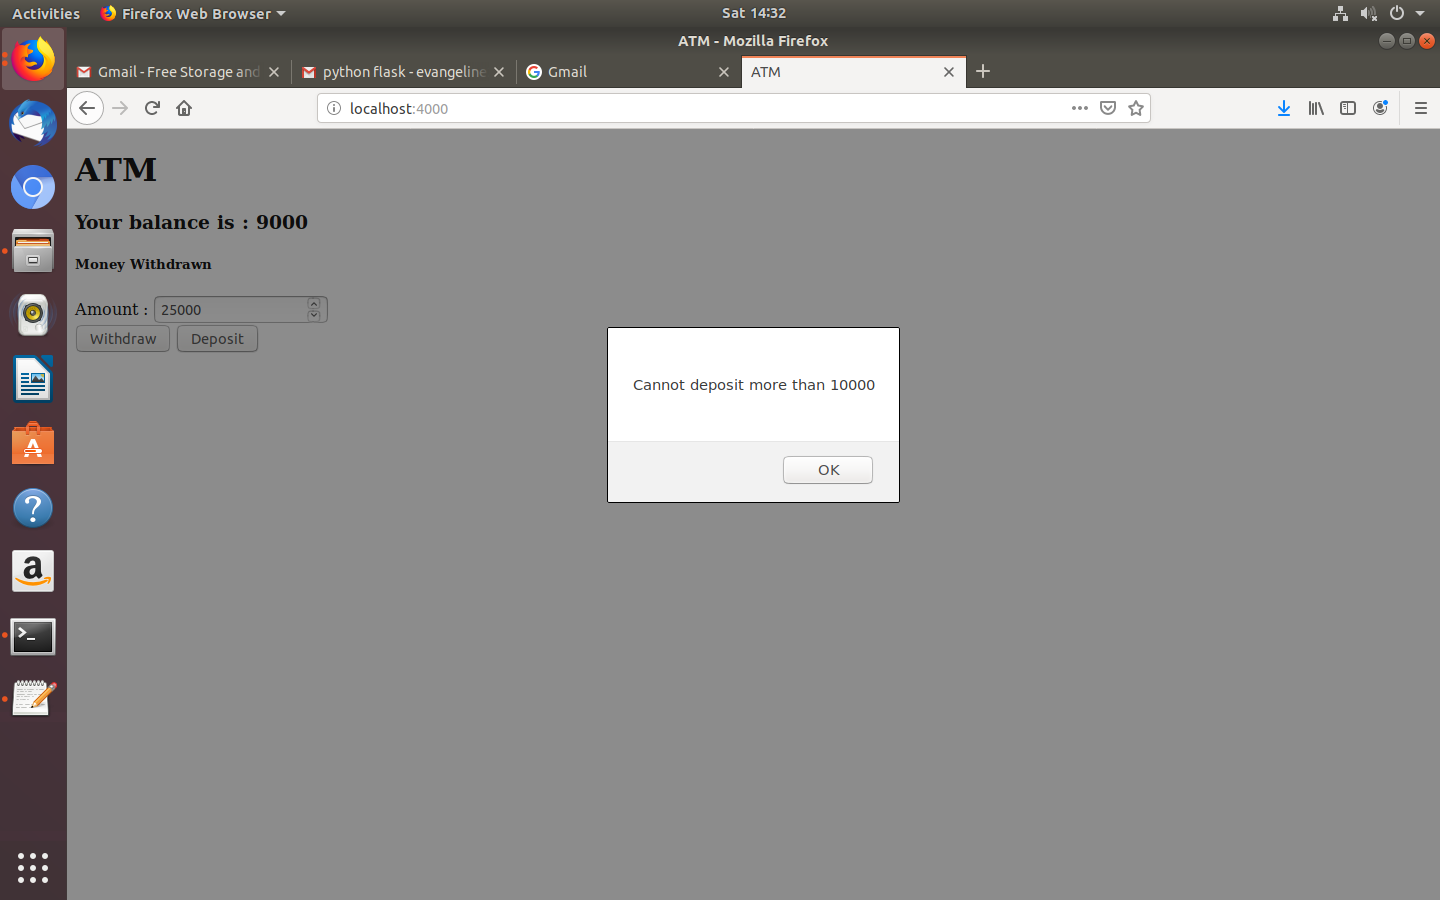 Activities
Firefox Web Browser
Sat 14:32
ATM - Mozilla Firefox
Gmail - Free Storage and
python flask - evangeline
Gmail
ATM
localhost:4000
ATM
Your balance is : 9000
Money Withdrawn
Amount : 25000
Withdraw Deposit
Cannot deposit more than 10000
OK